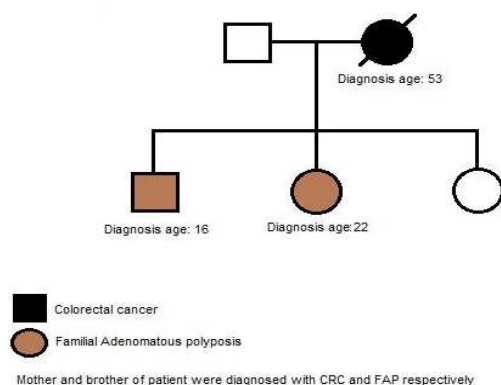 Diagnosis age: 53
Diagnosis age: 16
Diagnosis age:22
Colorectal cancer
Familial Adenomatous polyposis
Mother and brother of patient were diagnosed with CRC and FAP respectively